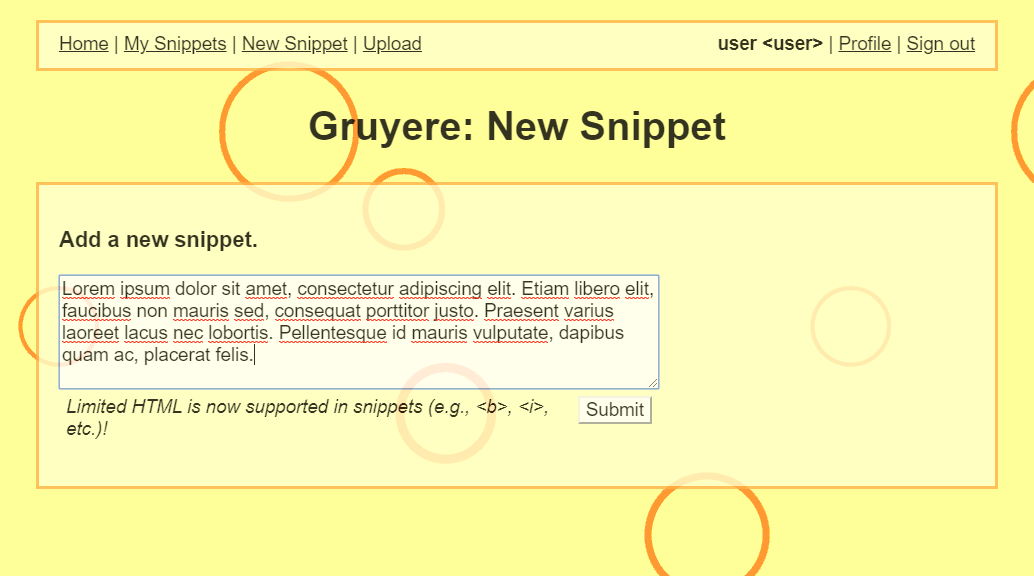 Home | My Snippets | New Snippet | Upload user <user> | Profile | Sign out
Gruyere: New Snippet
Add a new snippet.
Lorem ipsum dolor sit amet, consectetur adipiscing elit. Etiam libero elit,
faucibus non mauris sed, consequat porttitor justo. Praesent varius
laoreet lacus nec lobortis. Pellentesque id mauris vulputate, dapibus
quam ac, placerat felis.
Limited HTML is now supported in snippets (e.g., <b>, <i>, Submit
etc.)!